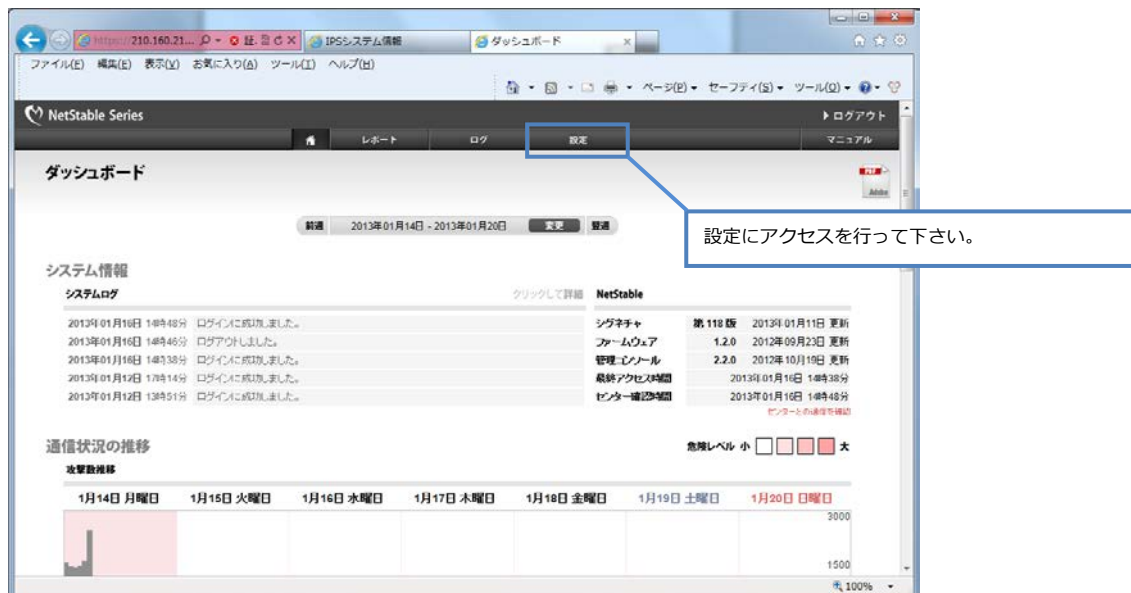 https://210.160.21... 証.. IPSシステム情報 ダッシュボード
ファイル(F) 編集(E) 表示(V) お気に入り(A) ツール(T) ヘルプ(H)
ページ(P) セーフティ(S) ツール(O)
NetStable Series ログアウト
レポート ログ 設定 マニュアル
ダッシュボード
Adobe
前週 2013年01月14日 - 2013年01月20日 変更 翌週
設定にアクセスを行って下さい。
システム情報
システムログ クリックして詳細 NetStable
2013年01月16日 14時48分 ログインに成功しました。 シグネチャ 第118版 2013年01月11日 更新
2013年01月16日 14時46分 ログアウトしました。 ファームウェア 1.2.0 2012年09月23日 更新
2013年01月16日 14時38分 ログインに成功しました。 管理コンソール 2.2.0 2012年10月19日 更新
2013年01月12日 17時14分 ログインに成功しました。 最終アクセス時間 2013年01月16日 14時38分
2013年01月12日 13時51分 ログインに成功しました。 センター確認時間 2013年01月16日 14時48分
センターとの通信を確認
通信状況の推移 危険レベル 小 大
攻撃数推移
1月14日 月曜日 1月15日 火曜日 1月16日 水曜日 1月17日 木曜日 1月18日 金曜日 1月19日 土曜日 1月20日 日曜日
3000
1500
100%